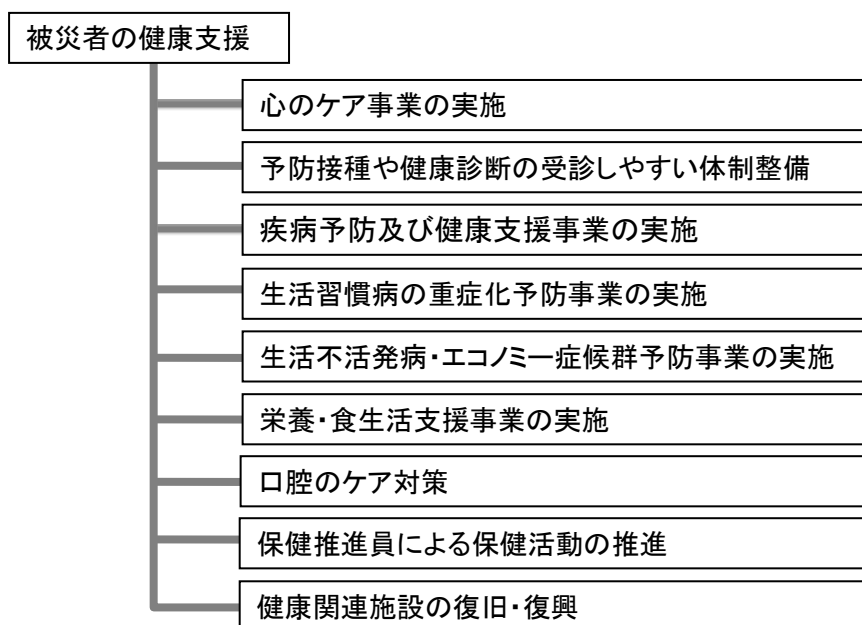 被災者の健康支援
心のケア事業の実施
予防接種や健康診断の受診しやすい体制整備
疾病予防及び健康支援事業の実施
生活習慣病の重症化予防事業の実施
生活不活発病・エコノミー症候群予防事業の実施
栄養・食生活支援事業の実施
口腔のケア対策
保健推進員による保健活動の推進
健康関連施設の復旧・復興